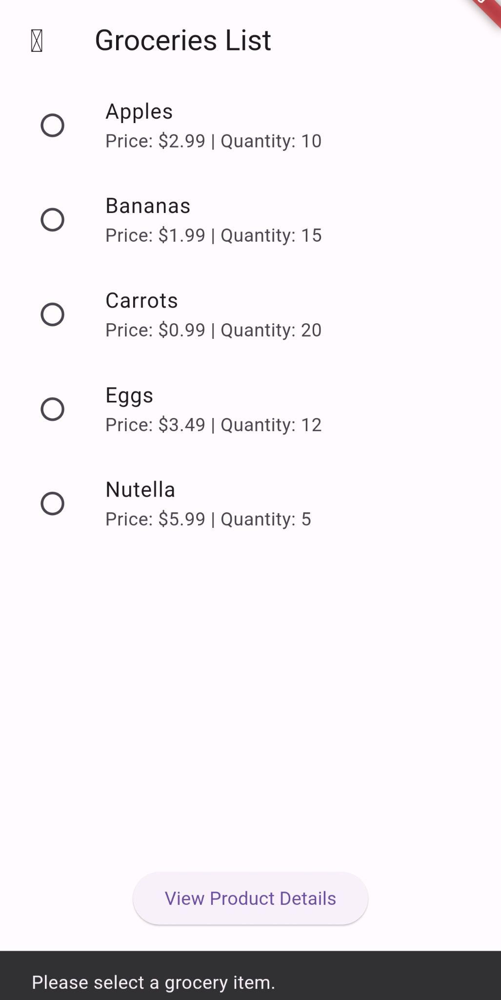 Groceries List
Apples
Price: $2.99 | Quantity: 10
Bananas
Price: $1.99 | Quantity: 15
Carrots
Price: $0.99 | Quantity: 20
Eggs
Price: $3.49 | Quantity: 12
Nutella
Price: $5.99 | Quantity: 5
View Product Details
Please select a grocery item.